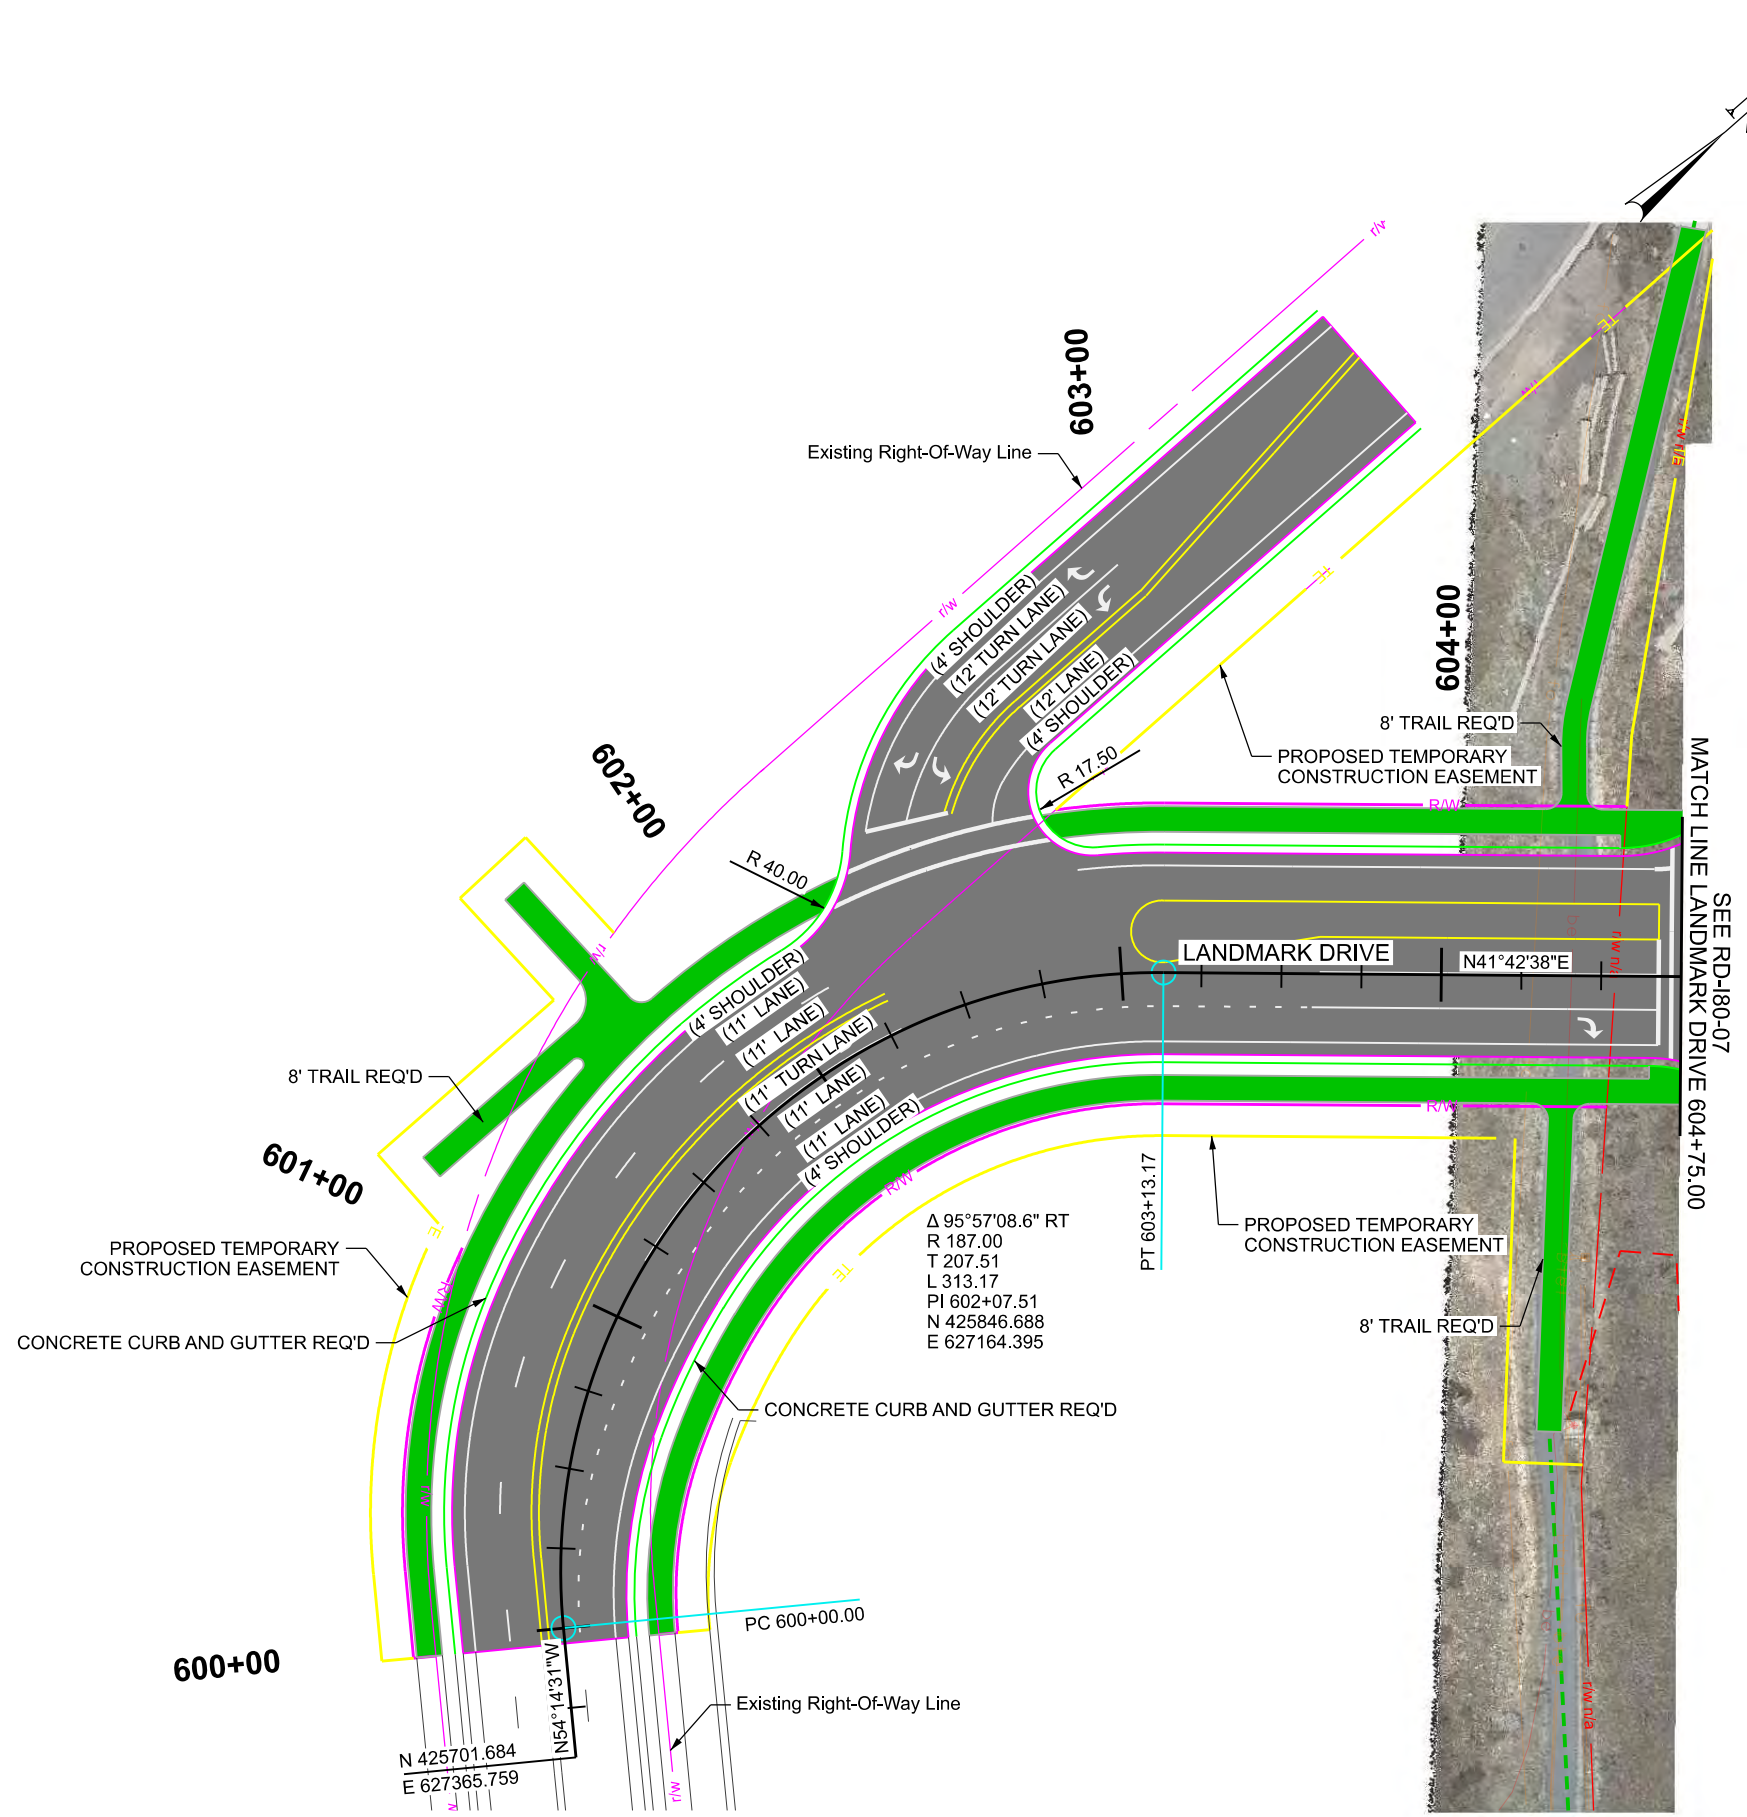 603+00
Existing Right-Of-Way Line
r/w
(4' SHOULDER)
(12' TURN LANE)
(12' TURN LANE)
(12' LANE)
(4' SHOULDER)
TE
TE
604+00
8' TRAIL REQ'D
PROPOSED TEMPORARY
CONSTRUCTION EASEMENT
R 17.50
R/W
602+00
R 40.00
r/w
MATCH LINE LANDMARK DRIVE 604+75.00
SEE RD-I80-07
LANDMARK DRIVE
N41°42'38"E
r/w n/a
(4' SHOULDER)
(11' LANE)
(11' LANE)
(11' TURN LANE)
(11' LANE)
(11' LANE)
(4' SHOULDER)
8' TRAIL REQ'D
601+00
R/W
R/W
PT 603+13.17
TE
PROPOSED TEMPORARY
CONSTRUCTION EASEMENT
PROPOSED TEMPORARY
CONSTRUCTION EASEMENT
Δ 95°57'08.6" RT
R 187.00
T 207.51
L 313.17
PI 602+07.51
N 425846.688
E 627164.395
R/W
TE
CONCRETE CURB AND GUTTER REQ'D
8' TRAIL REQ'D
CONCRETE CURB AND GUTTER REQ'D
r/w
PC 600+00.00
600+00
N54°14'31"W
Existing Right-Of-Way Line
N 425701.684
E 627365.759
r/w
r/w n/a